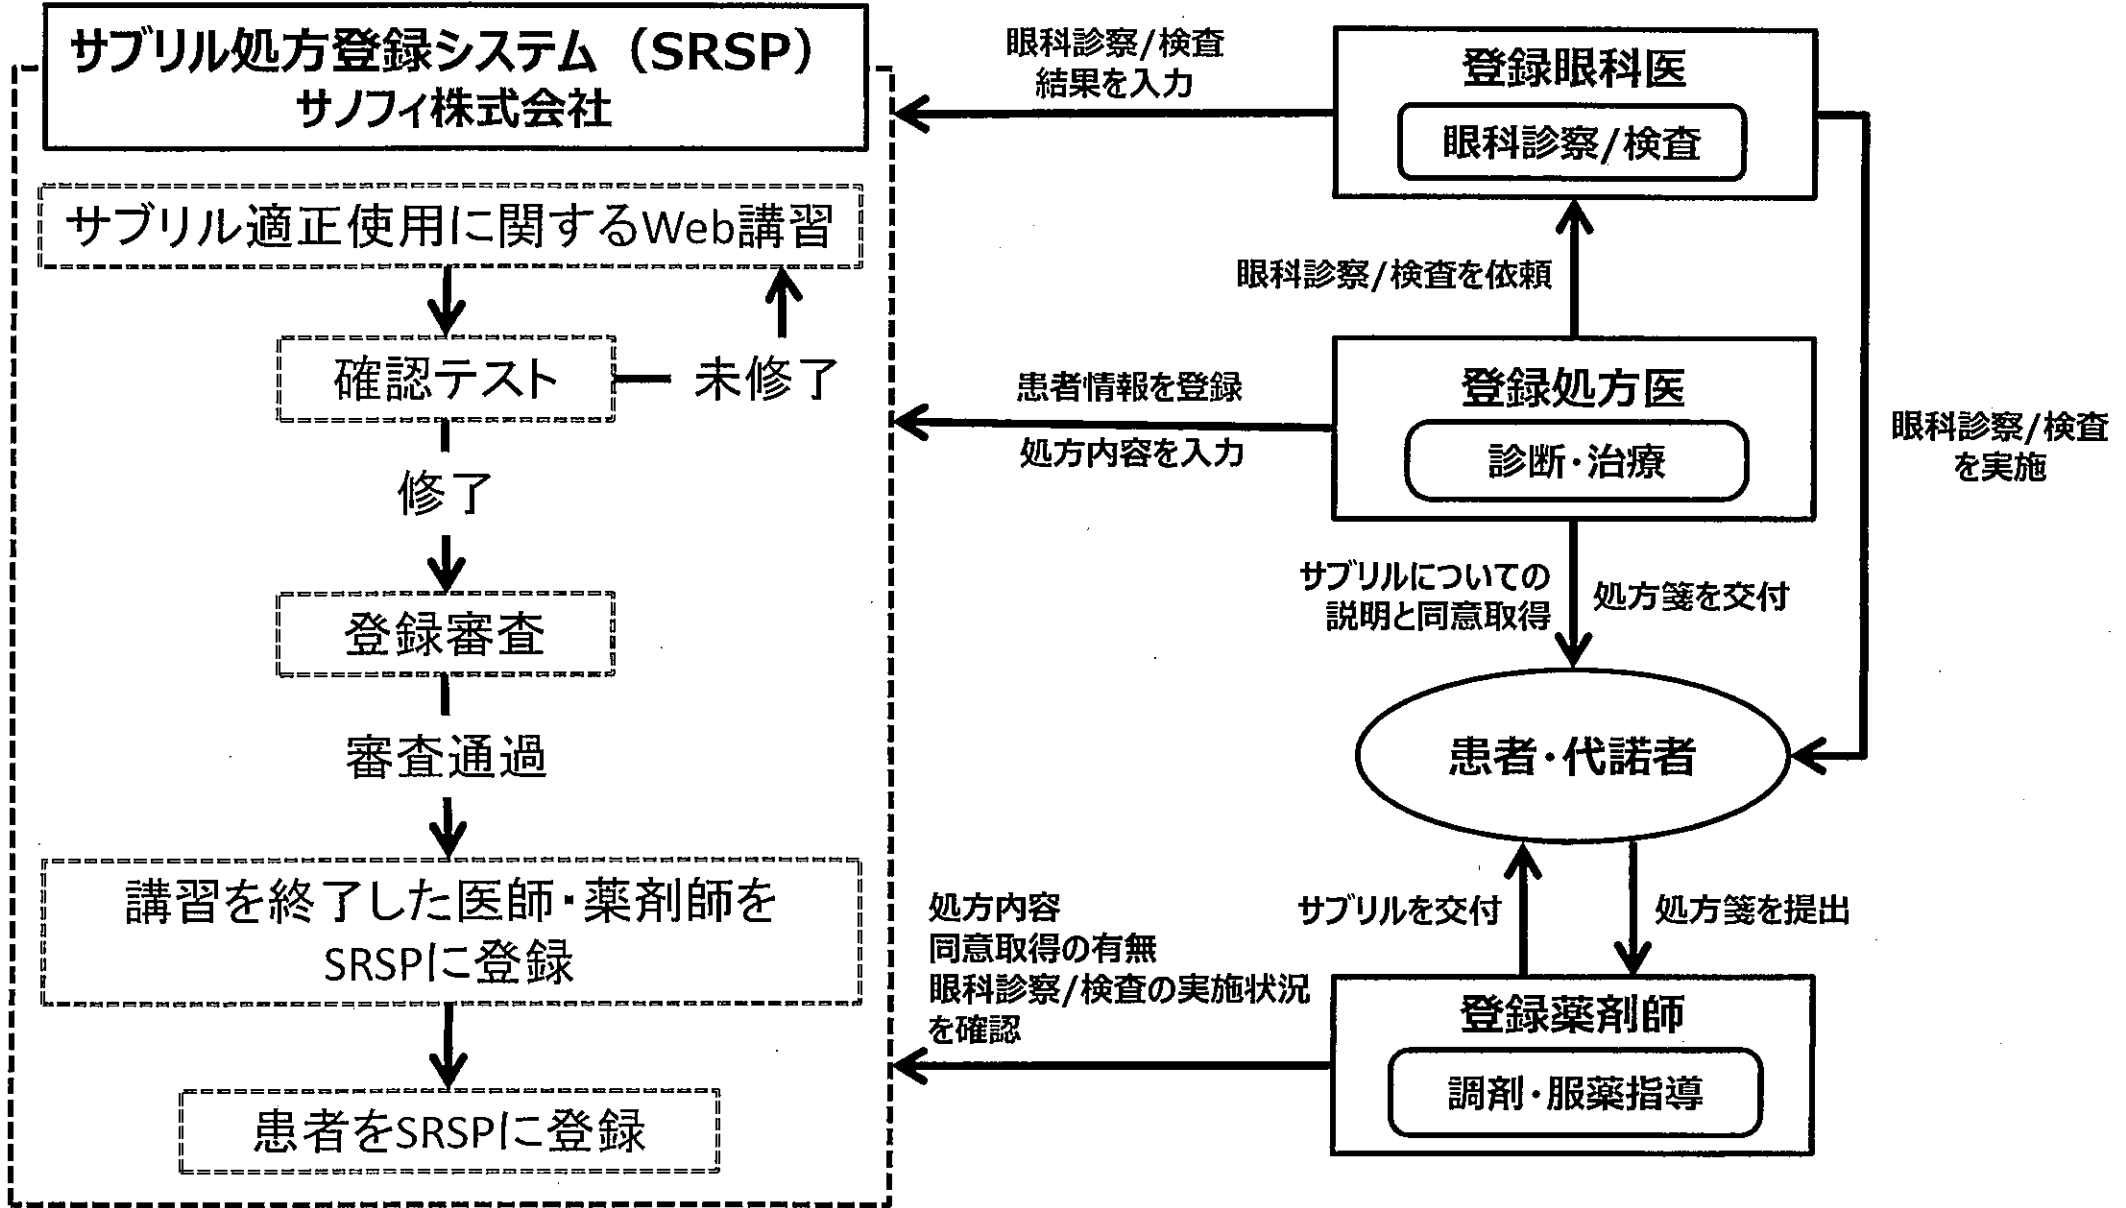 サブリル処方登録システム（SRSP）
サノフィ株式会社
サブリル適正使用に関するWeb講習
確認テスト
未修了
修了
登録審査
審査通過
講習を終了した医師・薬剤師を
SRSPに登録
患者をSRSPに登録
眼科診察/検査
結果を入力
登録眼科医
眼科診察/検査
眼科診察/検査を依頼
患者情報を登録
処方内容を入力
登録処方医
診断・治療
眼科診察/検査
を実施
サブリルについての
説明と同意取得
処方箋を交付
患者・代諾者
サブリルを交付
処方箋を提出
処方内容
同意取得の有無
眼科診察/検査の実施状況
を確認
登録薬剤師
調剤・服薬指導